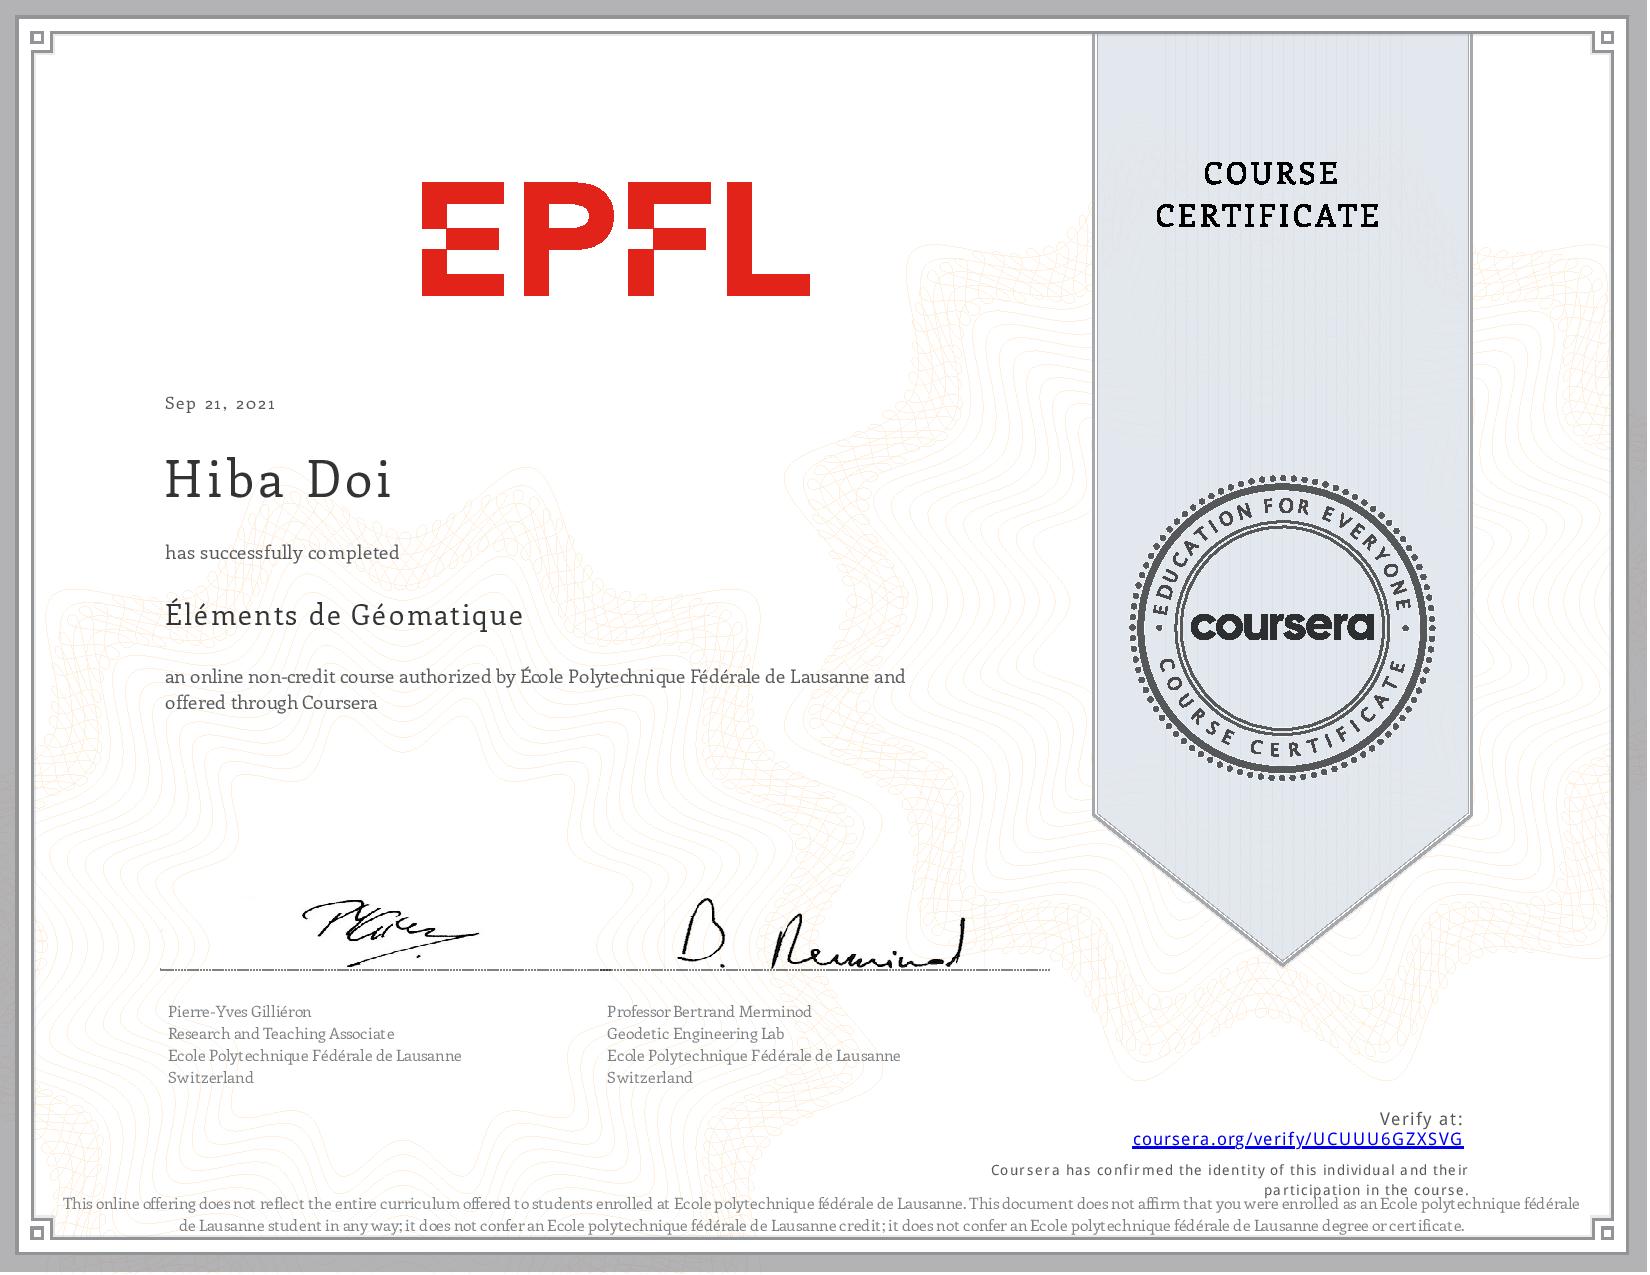 EPFL
COURSE
CERTIFICATE
Sep 21, 2021
Hiba Doi
has successfully completed
Éléments de Géomatique
an online non-credit course authorized by École Polytechnique Fédérale de Lausanne and
offered through Coursera
EDUCATION FOR EVERYONE
coursera
COURSE CERTIFICATE
B. Merminod
Pierre-Yves Gilliéron
Research and Teaching Associate
Ecole Polytechnique Fédérale de Lausanne
Switzerland
Professor Bertrand Merminod
Geodetic Engineering Lab
Ecole Polytechnique Fédérale de Lausanne
Switzerland
Verify at:
coursera.org/verify/UCUUU6GZXSVG
Coursera has confirmed the identity of this individual and their
participation in the course.
This online offering does not reflect the entire curriculum offered to students enrolled at Ecole polytechnique fédérale de Lausanne. This document does not affirm that you were enrolled as an Ecole polytechnique fédérale
de Lausanne student in any way; it does not confer an Ecole polytechnique fédérale de Lausanne credit; it does not confer an Ecole polytechnique fédérale de Lausanne degree or certificate.